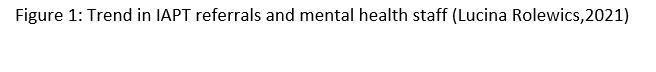 Figure 1: Trend in IAPT referrals and mental health staff (Lucina Rolewics,2021)